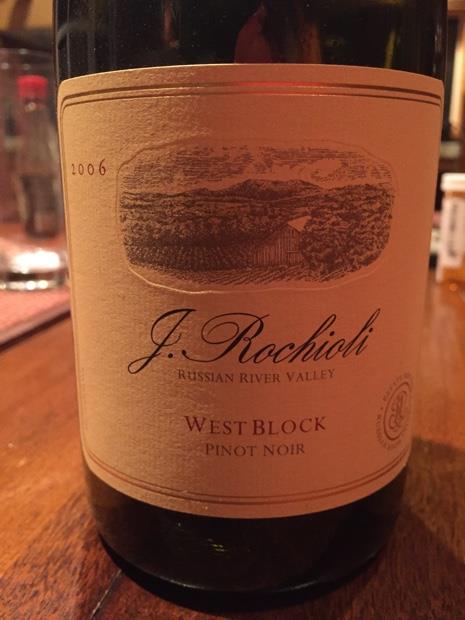 2006
J. Rochioli
RUSSIAN RIVER VALLEY
WEST BLOCK
PINOT NOIR